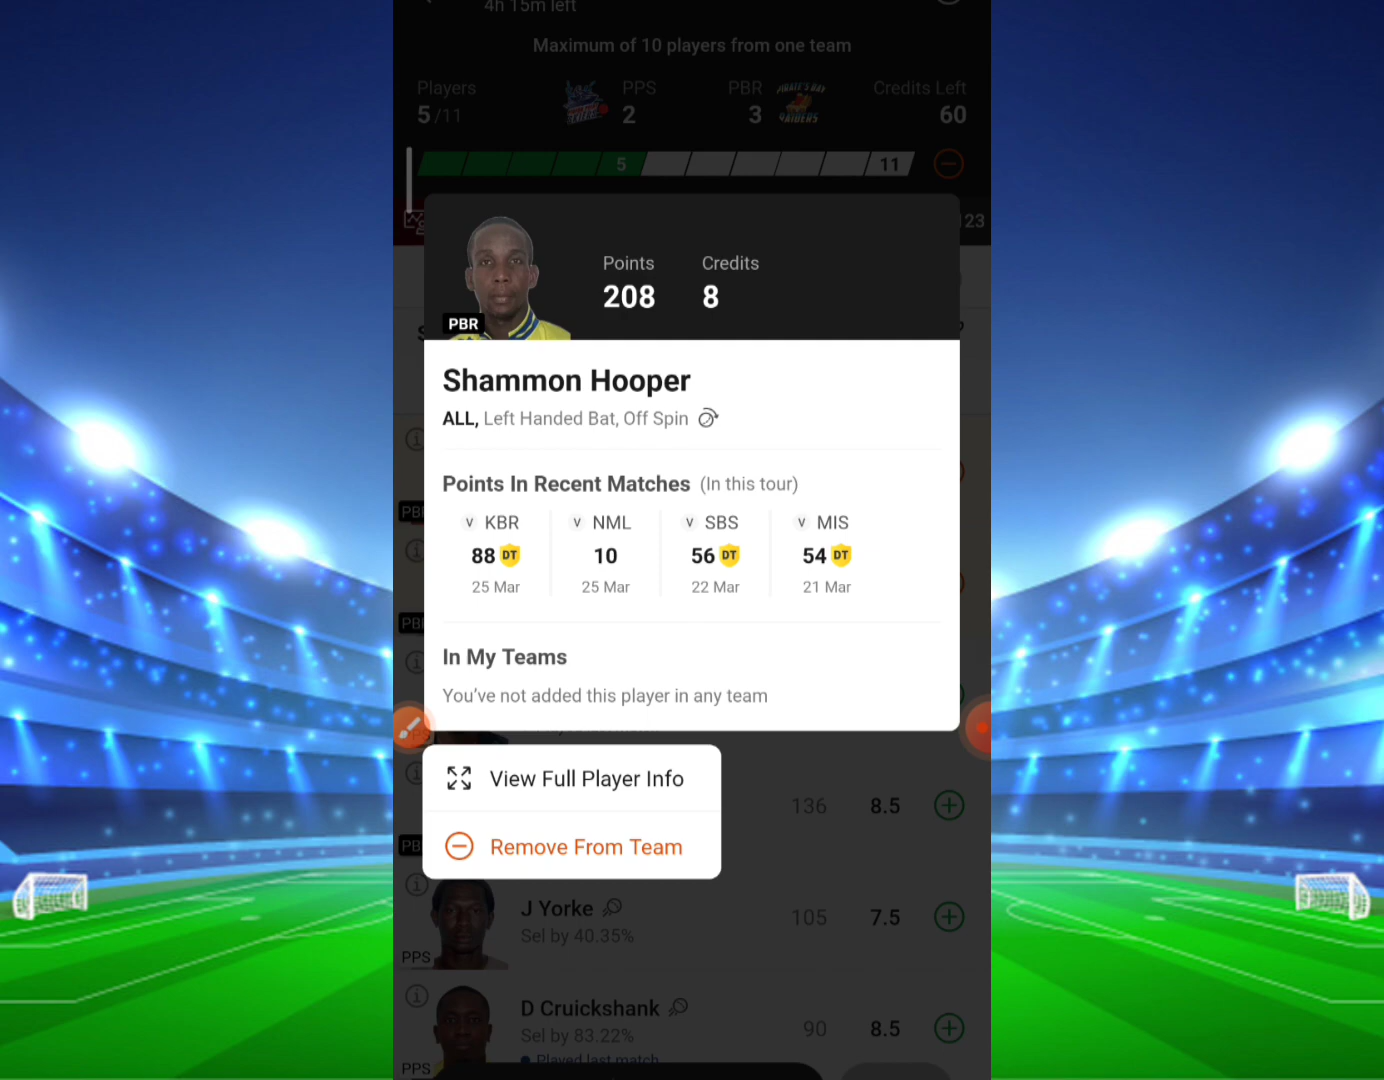 4h 15m left
Maximum of 10 players from one team
Players PPS PBR PIRATE'S BAY RAIDERS Credits Left
5/11 2 3 60
5 11
123
Points Credits
208 8
PBR
Shammon Hooper
ALL, Left Handed Bat, Off Spin
Points In Recent Matches (In this tour)
V KBR V NML V SBS V MIS
88 DT 10 56 DT 54 DT
25 Mar 25 Mar 22 Mar 21 Mar
In My Teams
You've not added this player in any team
View Full Player Info
136 8.5
Remove From Team
J Yorke
105 7.5
Sel by 40.35%
PPS
D Cruickshank
90 8.5
Sel by 83.22%
Played last match
PPS